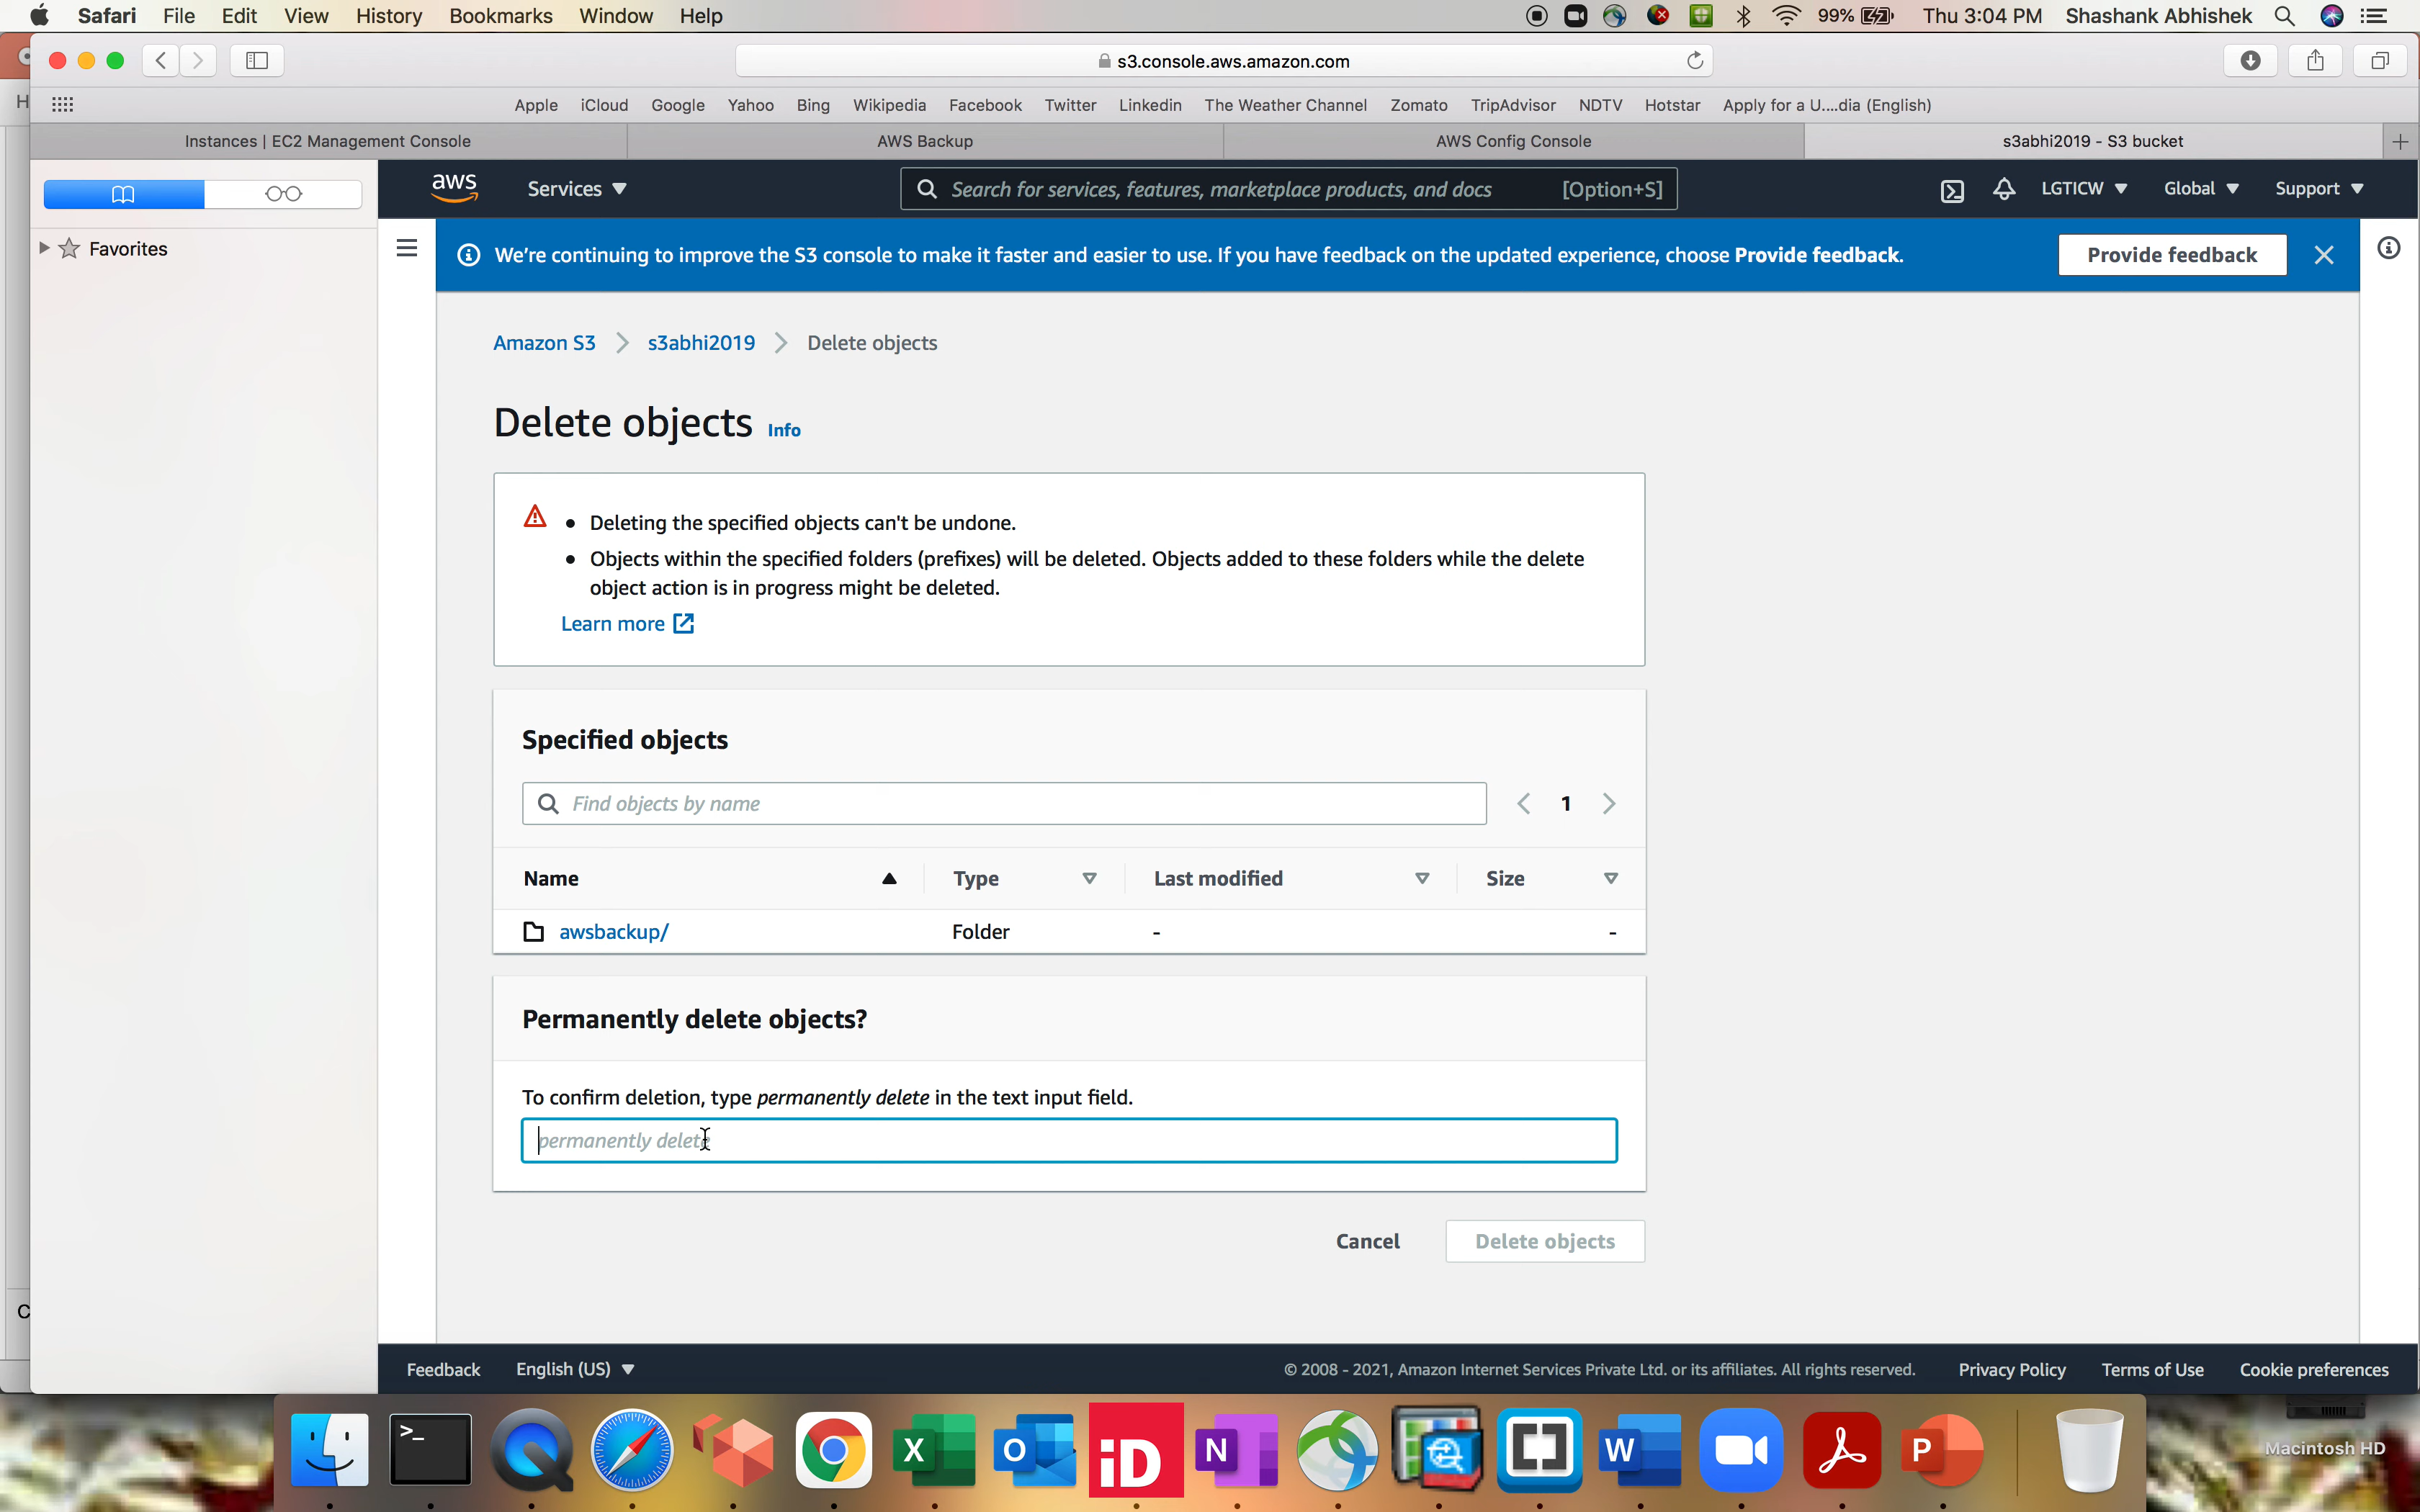 Safari File Edit View History Bookmarks Window Help 99% Thu 3:04 PM Shashank Abhishek
s3.console.aws.amazon.com
Apple iCloud Google Yahoo Bing Wikipedia Facebook Twitter Linkedin The Weather Channel Zomato TripAdvisor NDTV Hotstar Apply for a U....dia (English)
Instances | EC2 Management Console AWS Backup AWS Config Console s3abhi2019 - S3 bucket
aws Services Search for services, features, marketplace products, and docs [Option+S] LGTICW Global Support
Favorites
We're continuing to improve the S3 console to make it faster and easier to use. If you have feedback on the updated experience, choose Provide feedback. Provide feedback
Amazon S3 s3abhi2019 Delete objects
Delete objects Info
Deleting the specified objects can't be undone.
Objects within the specified folders (prefixes) will be deleted. Objects added to these folders while the delete
object action is in progress might be deleted.
Learn more
Specified objects
Find objects by name 1
Name Type Last modified Size
awsbackup/ Folder - -
Permanently delete objects?
To confirm deletion, type permanently delete in the text input field.
permanently delete
Cancel Delete objects
Feedback English (US) © 2008 - 2021, Amazon Internet Services Private Ltd. or its affiliates. All rights reserved. Privacy Policy Terms of Use Cookie preferences
>_ X O iD N W P
Macintosh HD